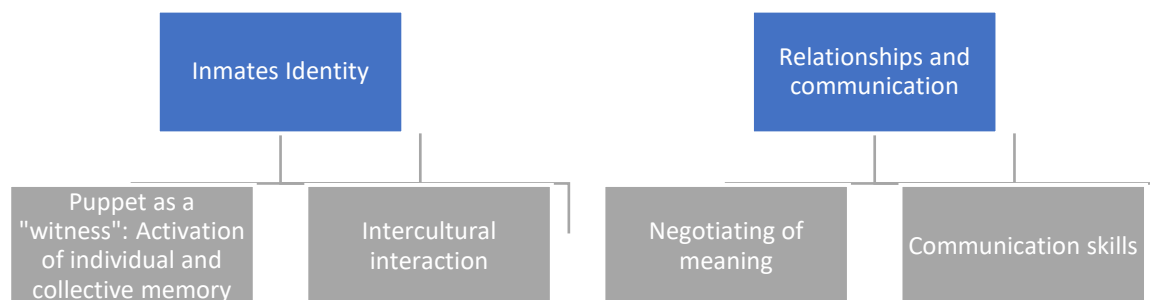 Inmates Identity
Relationships and
communication
Puppet as a
"witness": Activation
of individual and
collective memory
Intercultural
interaction
Negotiating of
meaning
Communication skills